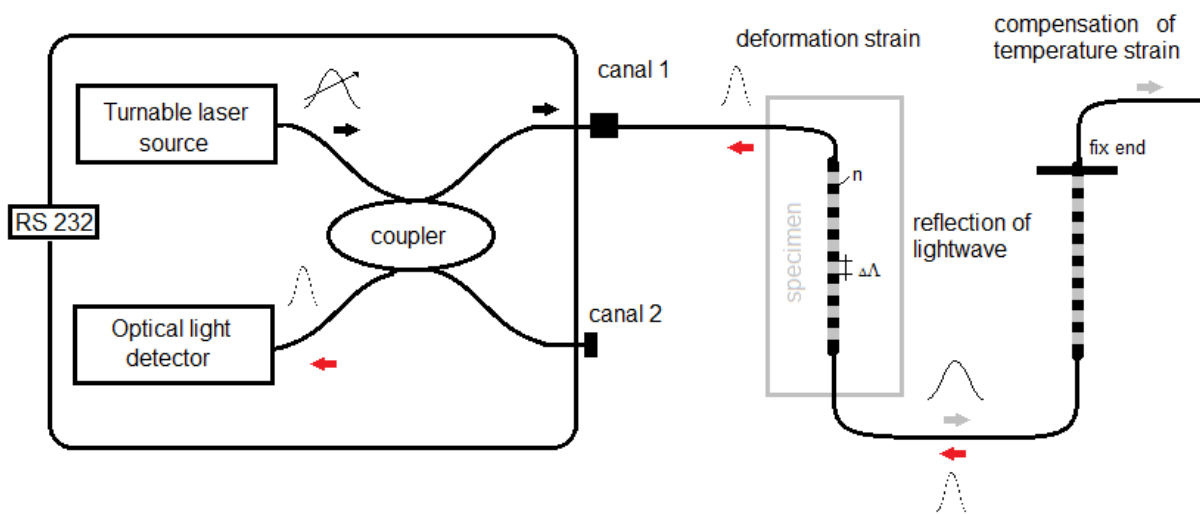 Turnable laser
source
canal 1
deformation strain
compensation of
temperature strain
fix end
n
RS 232
coupler
specimen
reflection of
lightwave
ΔΛ
Optical light
detector
canal 2